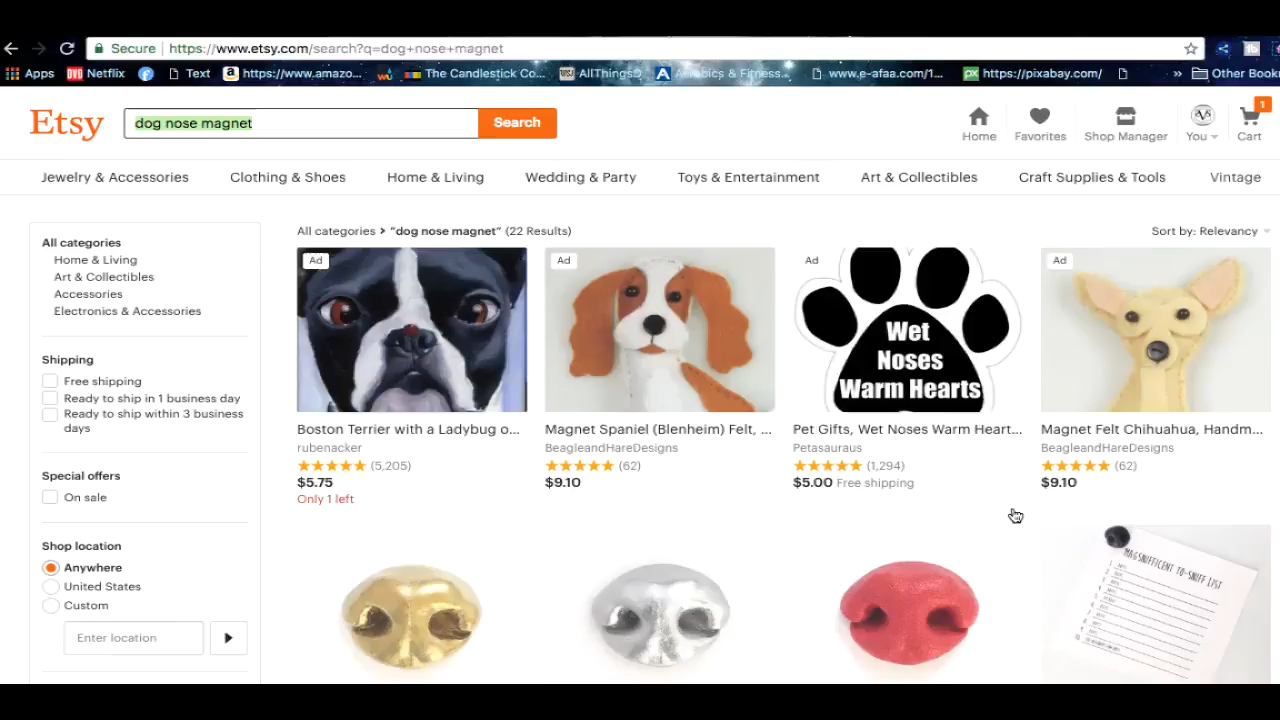 Secure https://www.etsy.com/search?q=dog+nose+magnet
Apps Netflix Text https://www.amazo... The Candlestick Co... AllThingsD Aerobics & Fitness... www.e-afaa.com/1... https://pixabay.com/ » Other Book
Etsy dog nose magnet Search Home Favorites Shop Manager You Cart 1
Jewelry & Accessories Clothing & Shoes Home & Living Wedding & Party Toys & Entertainment Art & Collectibles Craft Supplies & Tools Vintage
All categories > "dog nose magnet" (22 Results) Sort by: Relevancy
All categories
Home & Living
Art & Collectibles
Accessories
Electronics & Accessories
Shipping
Free shipping
Ready to ship in 1 business day
Ready to ship within 3 business
days
Special offers
On sale
Shop location
Anywhere
United States
Custom
Enter location
Ad
Boston Terrier with a Ladybug o...
rubenacker
(5,205)
$5.75
Only 1 left
Ad
Magnet Spaniel (Blenheim) Felt, ...
BeagleandHareDesigns
(62)
$9.10
Ad
Wet
Noses
Warm Hearts
Pet Gifts, Wet Noses Warm Heart...
Petasauraus
(1,294)
$5.00 Free shipping
Ad
Magnet Felt Chihuahua, Handm...
BeagleandHareDesigns
(62)
$9.10
MAGSNIFFICENT TO-SNIFF LIST